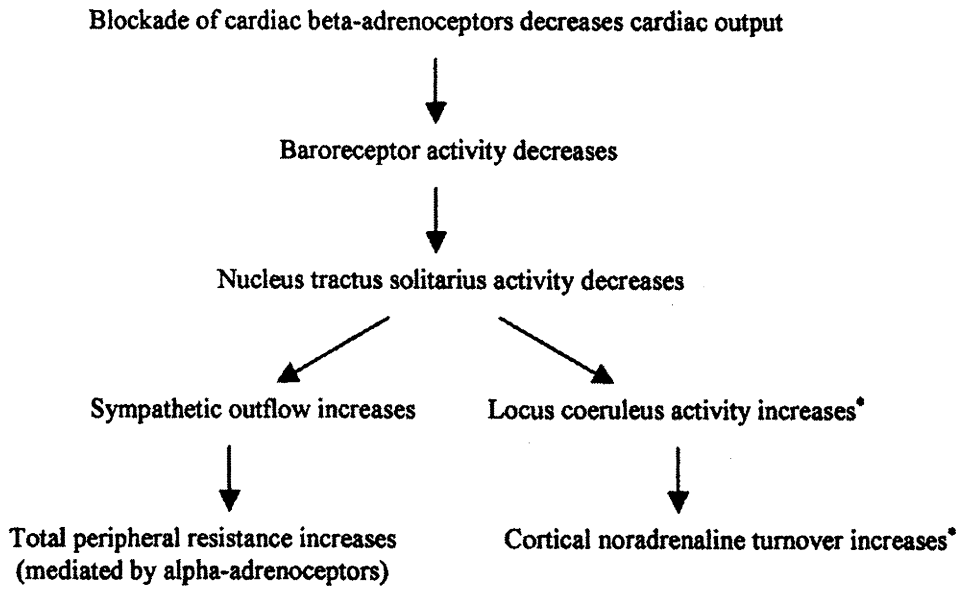 Blockade of cardiac beta-adrenoceptors decreases cardiac output
Baroreceptor activity decreases
Nucleus tractus solitarius activity decreases
Sympathetic outflow increases
Locus coeruleus activity increases*
Total peripheral resistance increases
(mediated by alpha-adrenoceptors)
Cortical noradrenaline turnover increases*